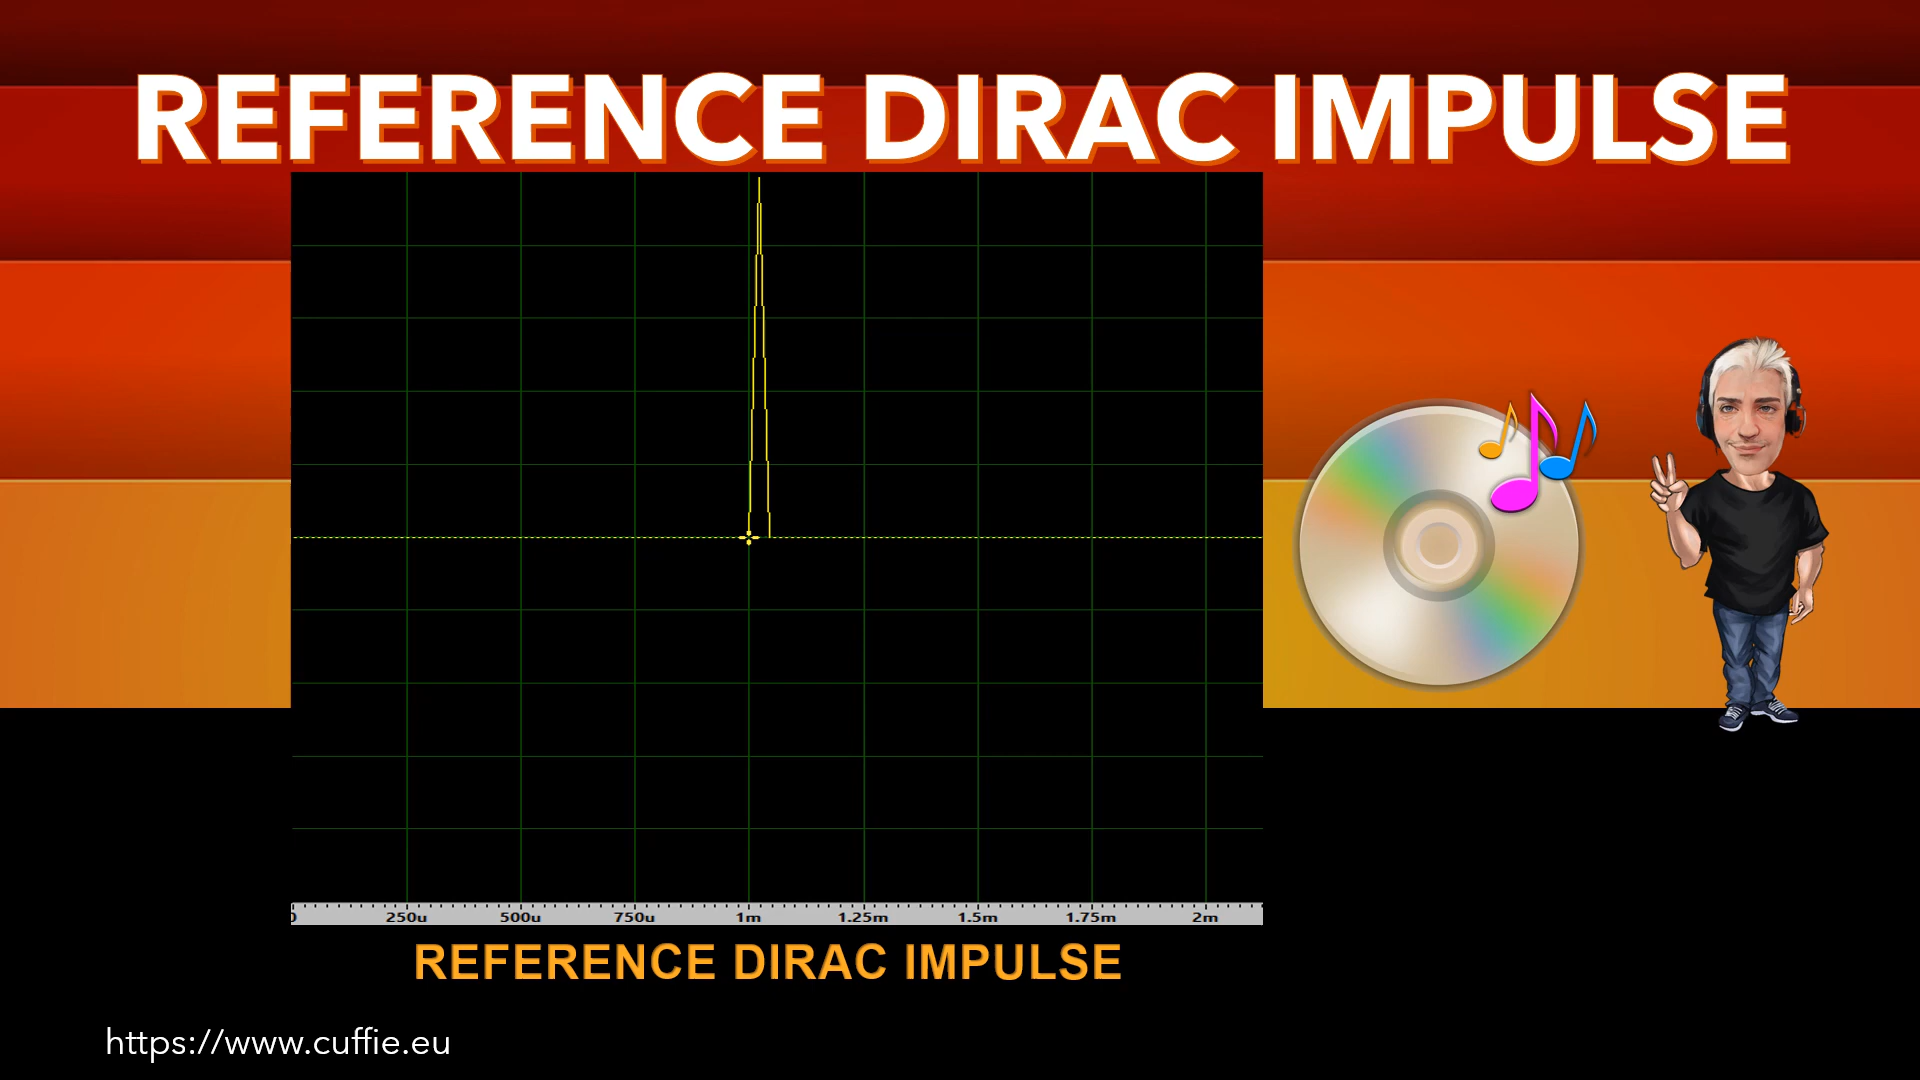 REFERENCE DIRAC IMPULSE
0 250u 500u 750u 1m 1.25m 1.5m 1.75m 2m
REFERENCE DIRAC IMPULSE
https://www.cuffie.eu